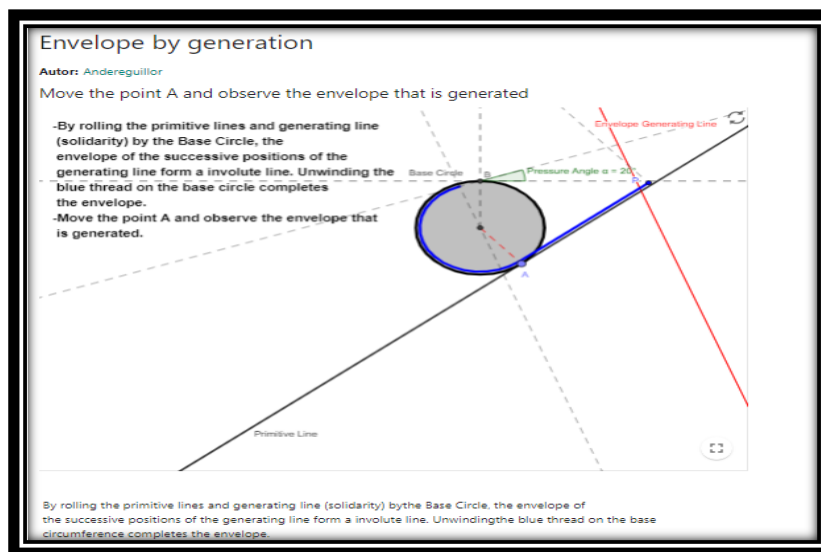 Envelope by generation
Autor: Andereguillor
Move the point A and observe the envelope that is generated
-By rolling the primitive lines and generating line
(solidarity) by the Base Circle, the
envelope of the successive positions of the
generating line form a involute line. Unwinding the
blue thread on the base circle completes
the envelope.
-Move the point A and observe the envelope that
is generated.
Envelope Generating Line
Base Circle
B
Pressure Angle α = 20°
P
A
Primitive Line
By rolling the primitive lines and generating line (solidarity) bythe Base Circle, the envelope of
the successive positions of the generating line form a involute line. Unwindingthe blue thread on the base
circumference completes the envelope.